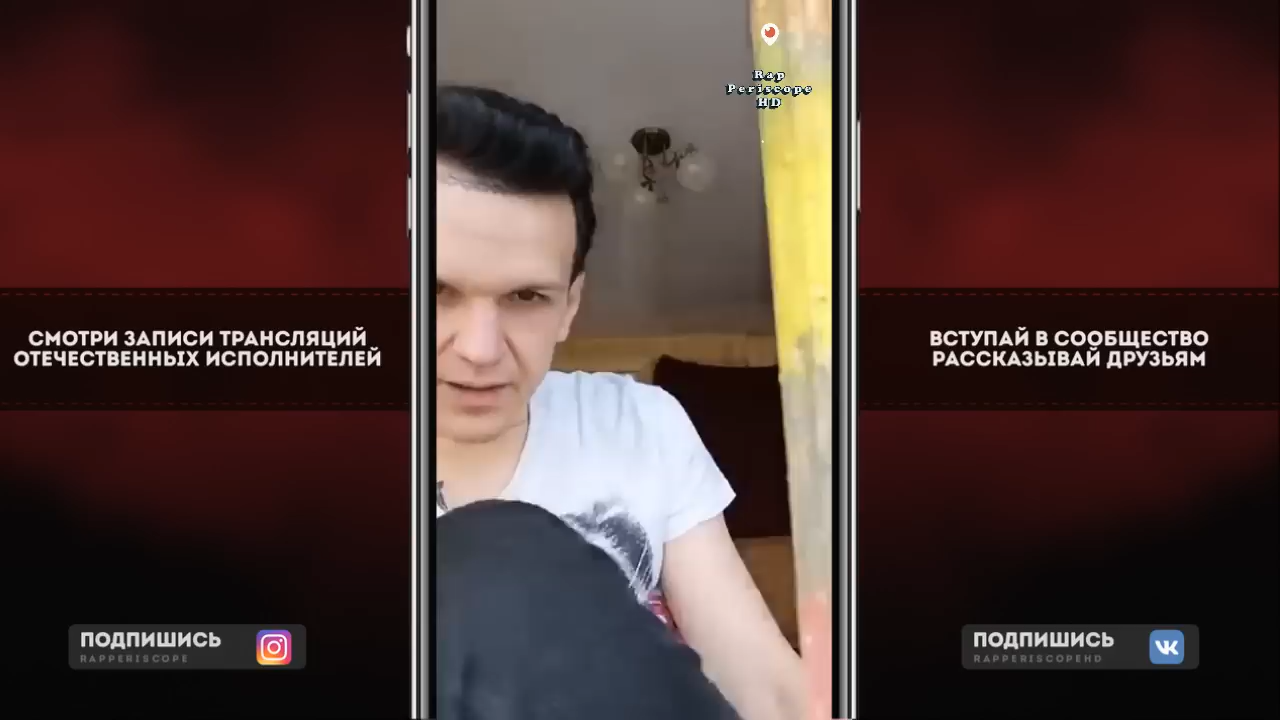 Rap
Periscope
HD
СМОТРИ ЗАПИСИ ТРАНСЛЯЦИЙ
ОТЕЧЕСТВЕННЫХ ИСПОЛНИТЕЛЕЙ
ВСТУПАЙ В СООБЩЕСТВО
РАССКАЗЫВАЙ ДРУЗЬЯМ
ПОДПИШИСЬ
RAPPERISCOPE
ПОДПИШИСЬ
RAPPERISCOPEHD